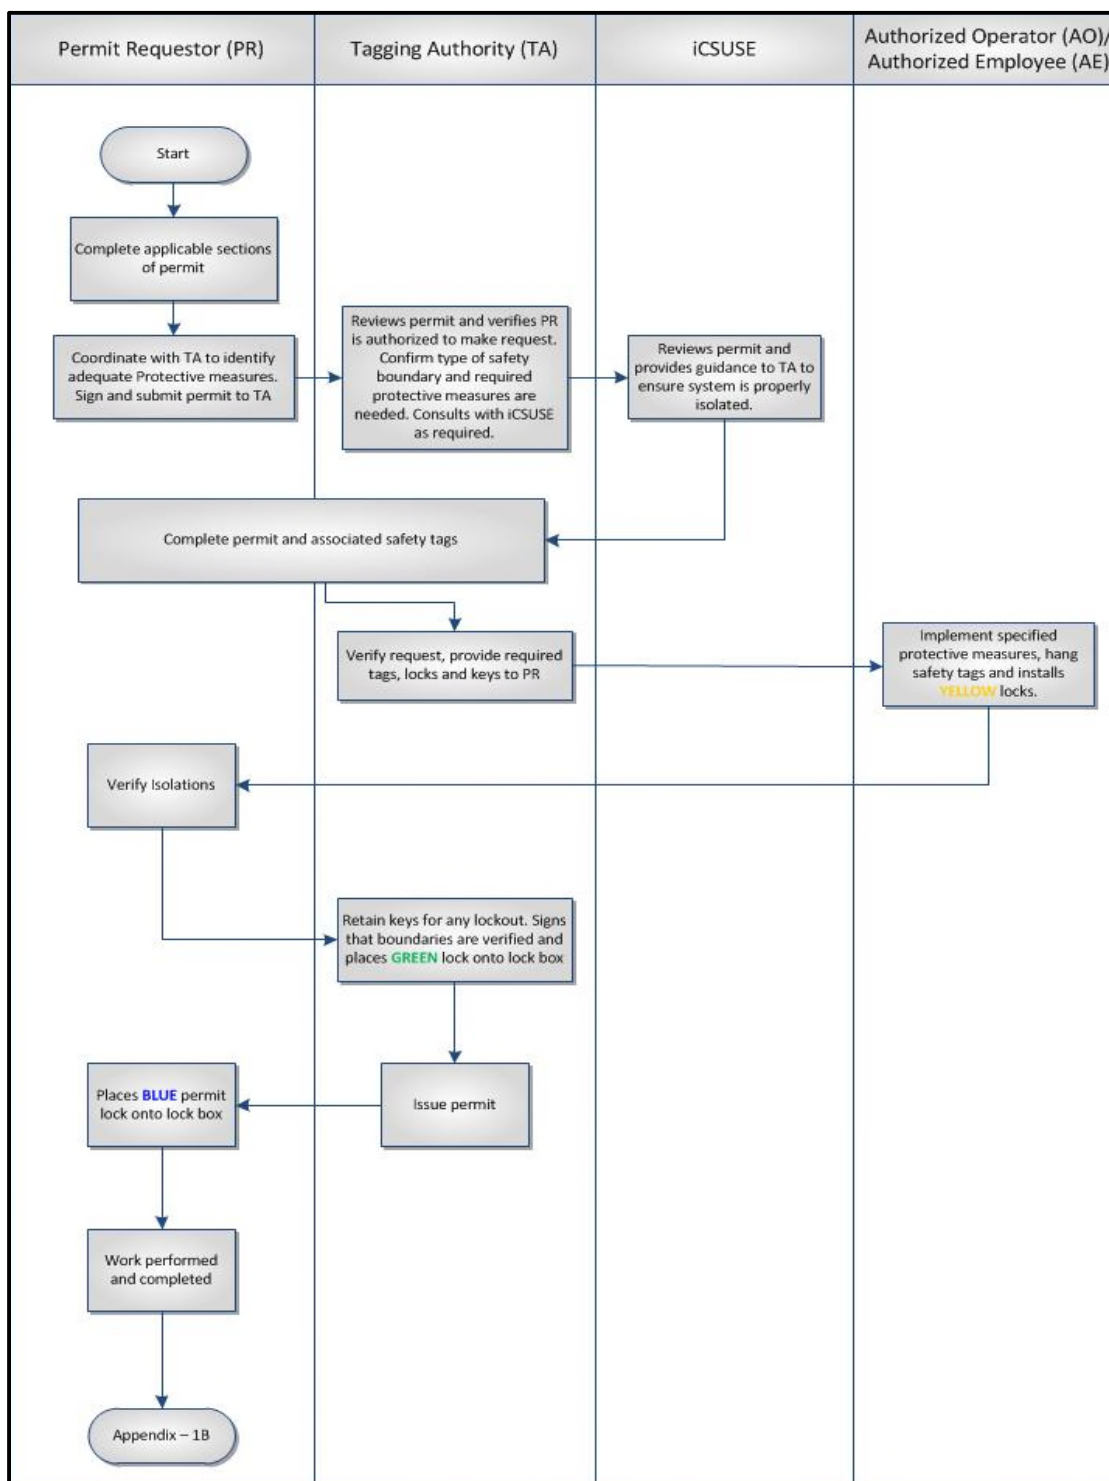 Permit Requestor (PR)
Tagging Authority (TA)
iCSUSE
Authorized Operator (AO)/
Authorized Employee (AE)
Start
Complete applicable sections
of permit
Coordinate with TA to identify
adequate Protective measures.
Sign and submit permit to TA
Reviews permit and verifies PR
is authorized to make request.
Confirm type of safety
boundary and required
protective measures are
needed. Consults with iCSUSE
as required.
Reviews permit and
provides guidance to TA to
ensure system is properly
isolated.
Complete permit and associated safety tags
Verify request, provide required
tags, locks and keys to PR
Implement specified
protective measures, hang
safety tags and installs
YELLOW locks.
Verify Isolations
Retain keys for any lockout. Signs
that boundaries are verified and
places GREEN lock onto lock box
Issue permit
Places BLUE permit
lock onto lock box
Work performed
and completed
Appendix – 1B